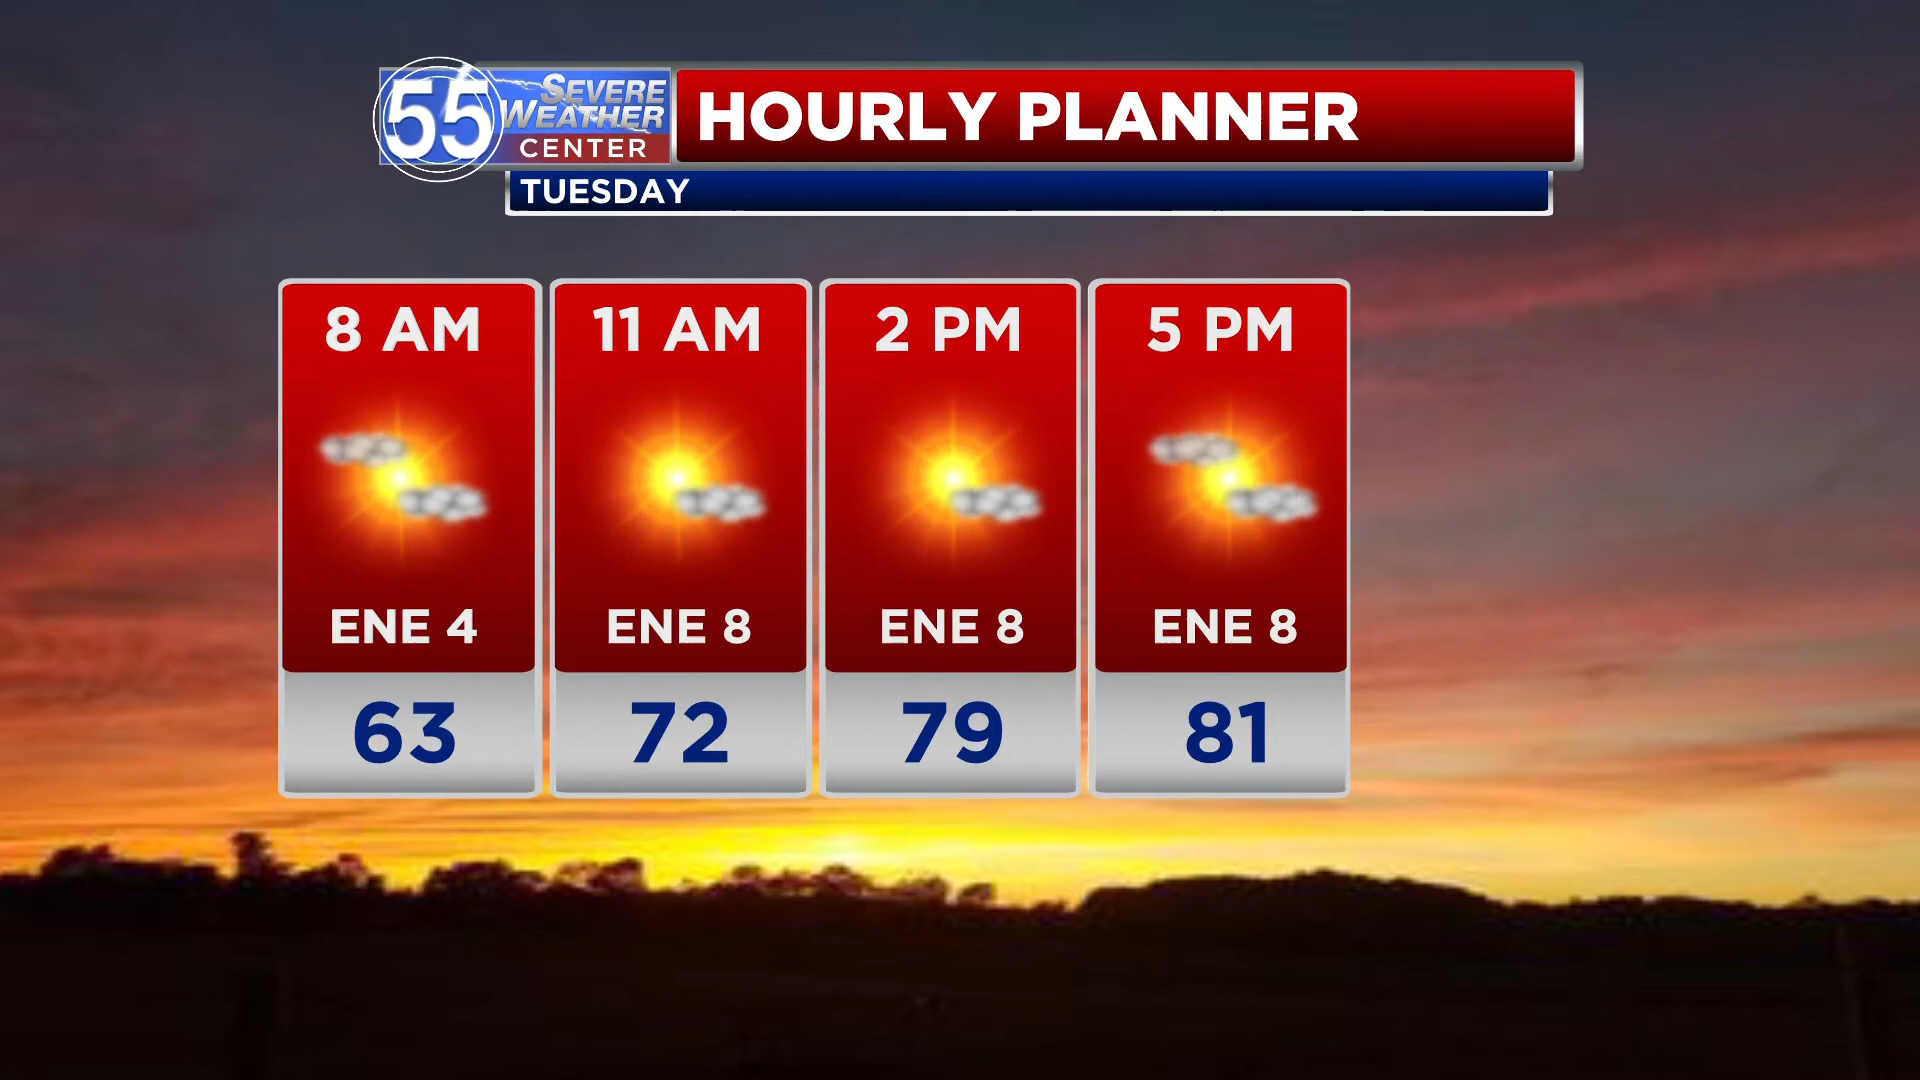 55 SEVERE WEATHER CENTER
HOURLY PLANNER
TUESDAY
8 AM
ENE 4
63
11 AM
ENE 8
72
2 PM
ENE 8
79
5 PM
ENE 8
81